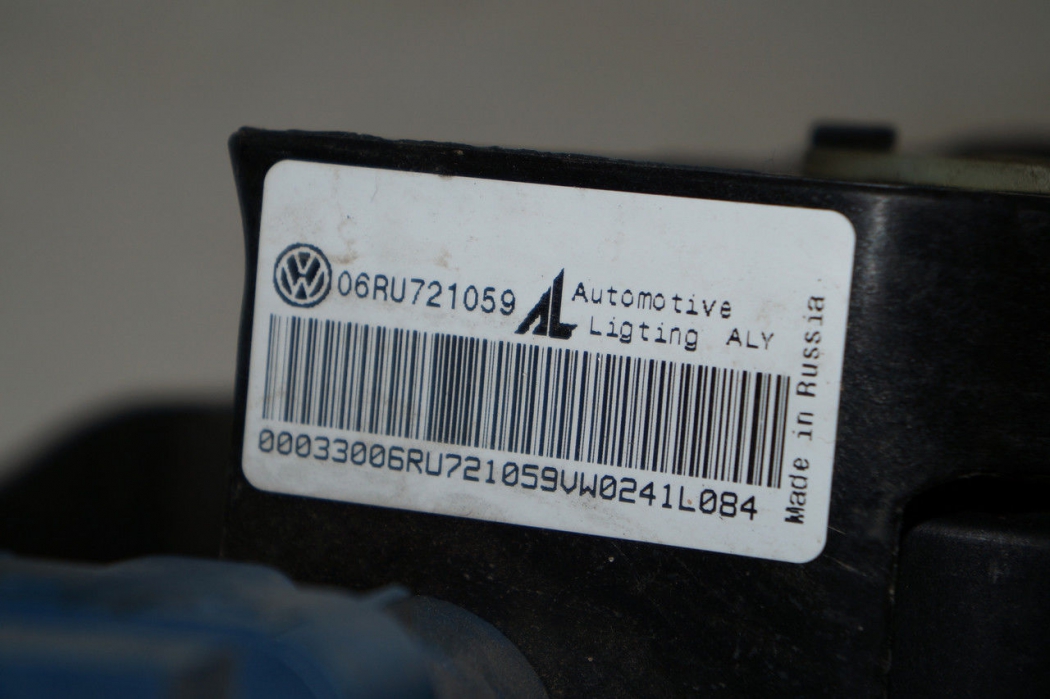 06RU721059
Automotive
Ligting ALY
00033006RU721059VW0241L084
Made in Russia